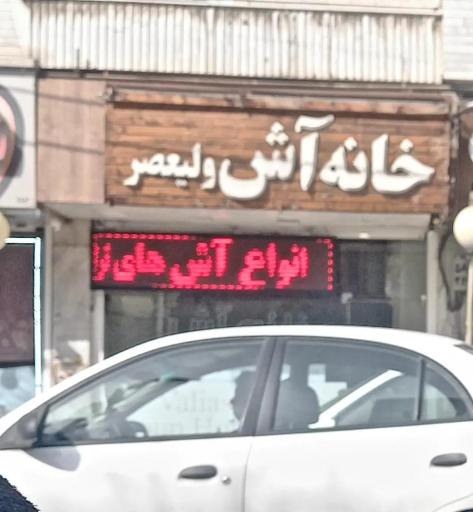 خانه آش ولیعصر
انواع آش های